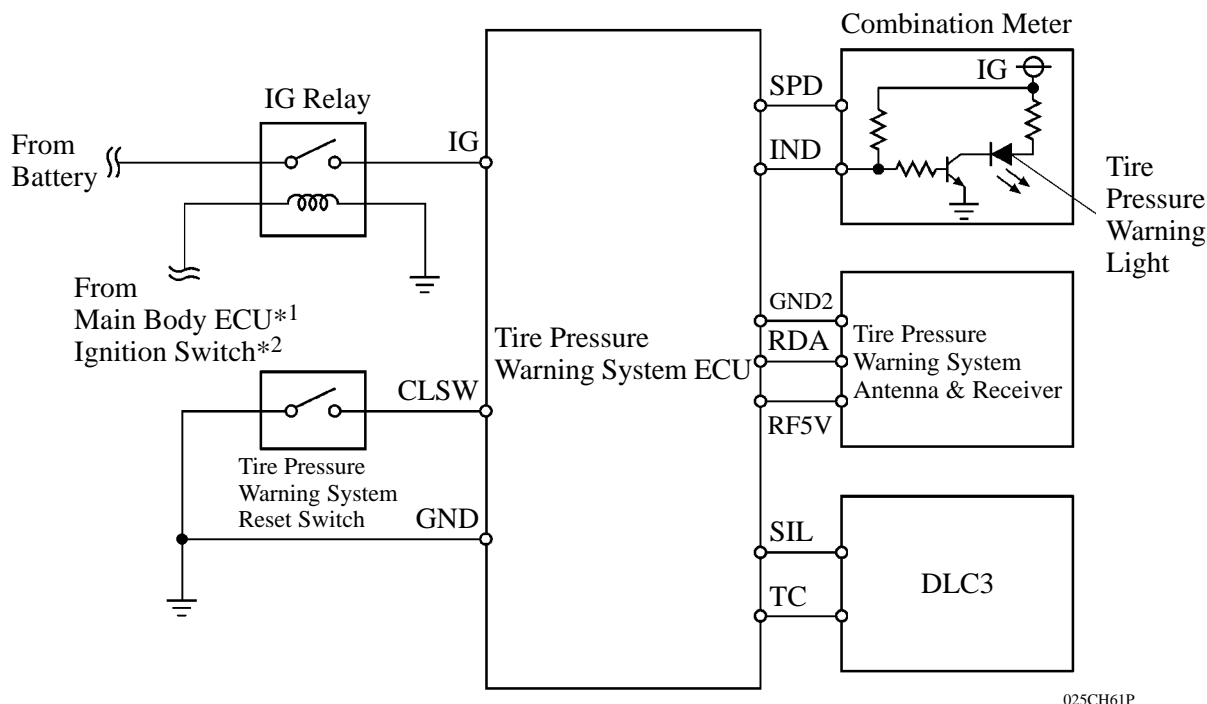 Combination Meter
IG
SPD
IG Relay
From
Battery
IG
IND
Tire
Pressure
Warning
Light
From
Main Body ECU*1
Ignition Switch*2
Tire Pressure
Warning System ECU
GND2
RDA
RF5V
Tire Pressure
Warning System
Antenna & Receiver
CLSW
Tire Pressure
Warning System
Reset Switch
GND
SIL
TC
DLC3
025CH61P